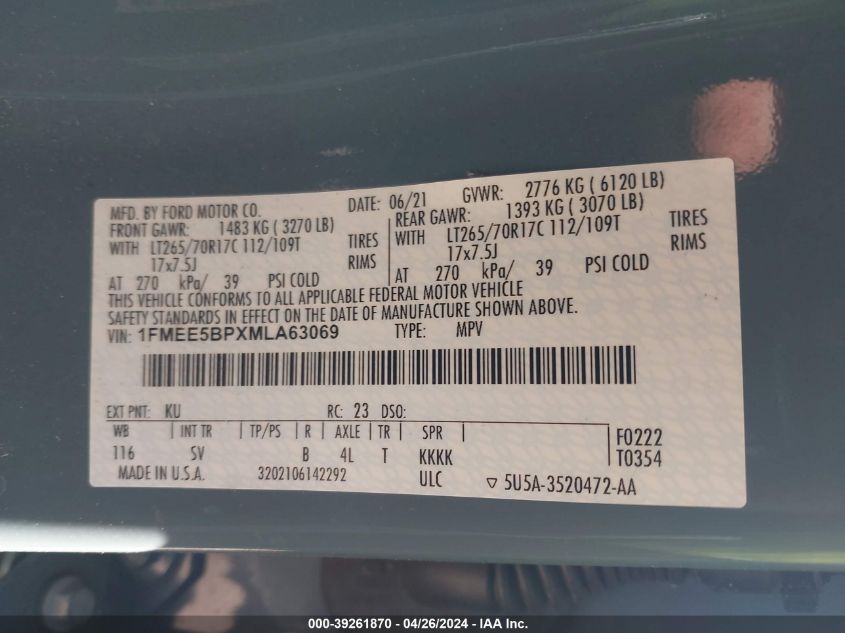 MFD. BY FORD MOTOR CO. DATE: 06/21 GVWR: 2776 KG ( 6120 LB)
FRONT GAWR: 1483 KG ( 3270 LB) REAR GAWR: 1393 KG ( 3070 LB)
WITH LT265/70R17C 112/109T TIRES WITH LT265/70R17C 112/109T TIRES
17x7.5J RIMS 17x7.5J RIMS
AT 270 kPa/ 39 PSI COLD AT 270 kPa/ 39 PSI COLD
THIS VEHICLE CONFORMS TO ALL APPLICABLE FEDERAL MOTOR VEHICLE
SAFETY STANDARDS IN EFFECT ON THE DATE OF MANUFACTURE SHOWN ABOVE.
VIN: 1FMEE5BPXMLA63069 TYPE: MPV
EXT PNT: KU RC: 23 DSO:
WB INT TR TP/PS R AXLE TR SPR F0222
116 SV B 4L T KKKK T0354
MADE IN U.S.A. 3202106142292 ULC ▽ 5U5A-3520472-AA
000-39261870 / 04/26/2024 - IAA Inc.